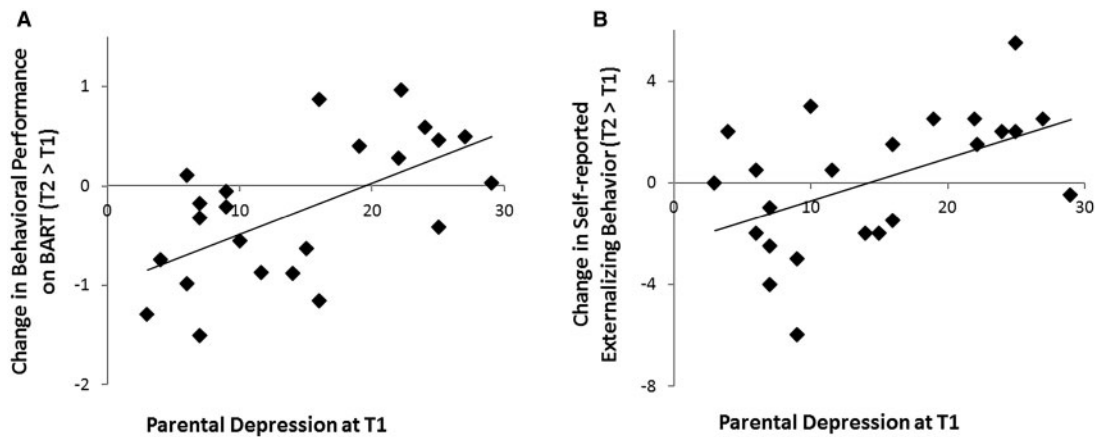 A
Change in Behavioral Performance
on BART (T2 > T1)
1
0
-1
-2
0
10
20
30
Parental Depression at T1
B
Change in Self-reported
Externalizing Behavior (T2 > T1)
4
0
-4
-8
0
10
20
30
Parental Depression at T1